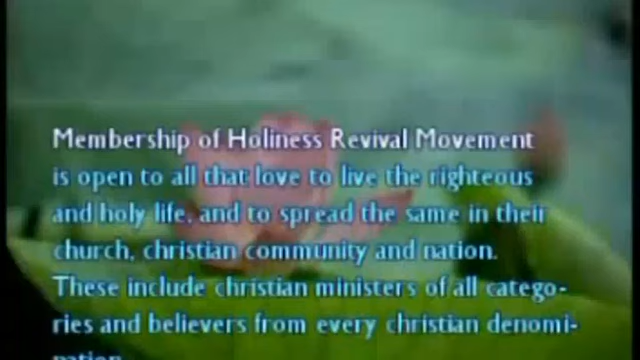 Membership of Holiness Revival Movement
is open to all that love to live the righteous
and holy life, and to spread the same in their
church, christian community and nation.
These include christian ministers of all catego-
ries and believers from every christian denomi-
nation.